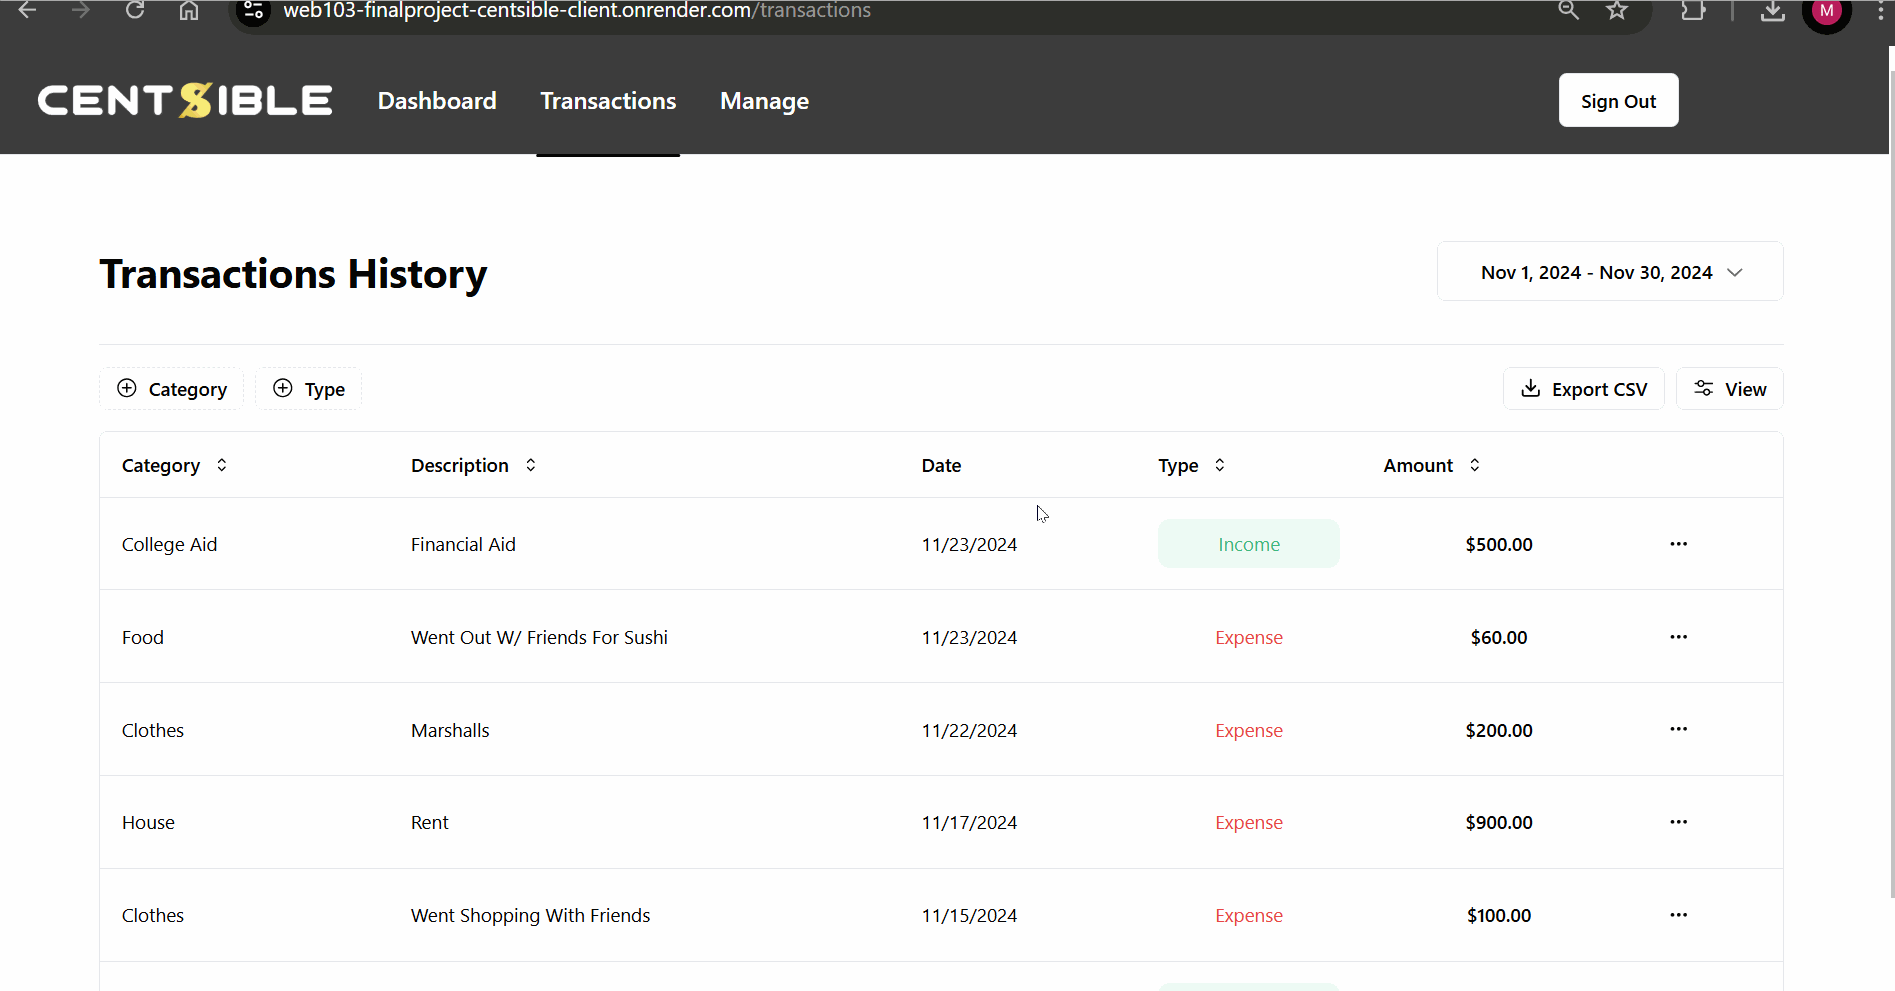 web103-finalproject-centsible-client.onrender.com/transactions
M
CENTSIBLE Dashboard Transactions Manage Sign Out
Transactions History
Nov 1, 2024 - Nov 30, 2024
Category Type Export CSV View
Category Description Date Type Amount
College Aid Financial Aid 11/23/2024 Income $500.00
Food Went Out W/ Friends For Sushi 11/23/2024 Expense $60.00
Clothes Marshalls 11/22/2024 Expense $200.00
House Rent 11/17/2024 Expense $900.00
Clothes Went Shopping With Friends 11/15/2024 Expense $100.00